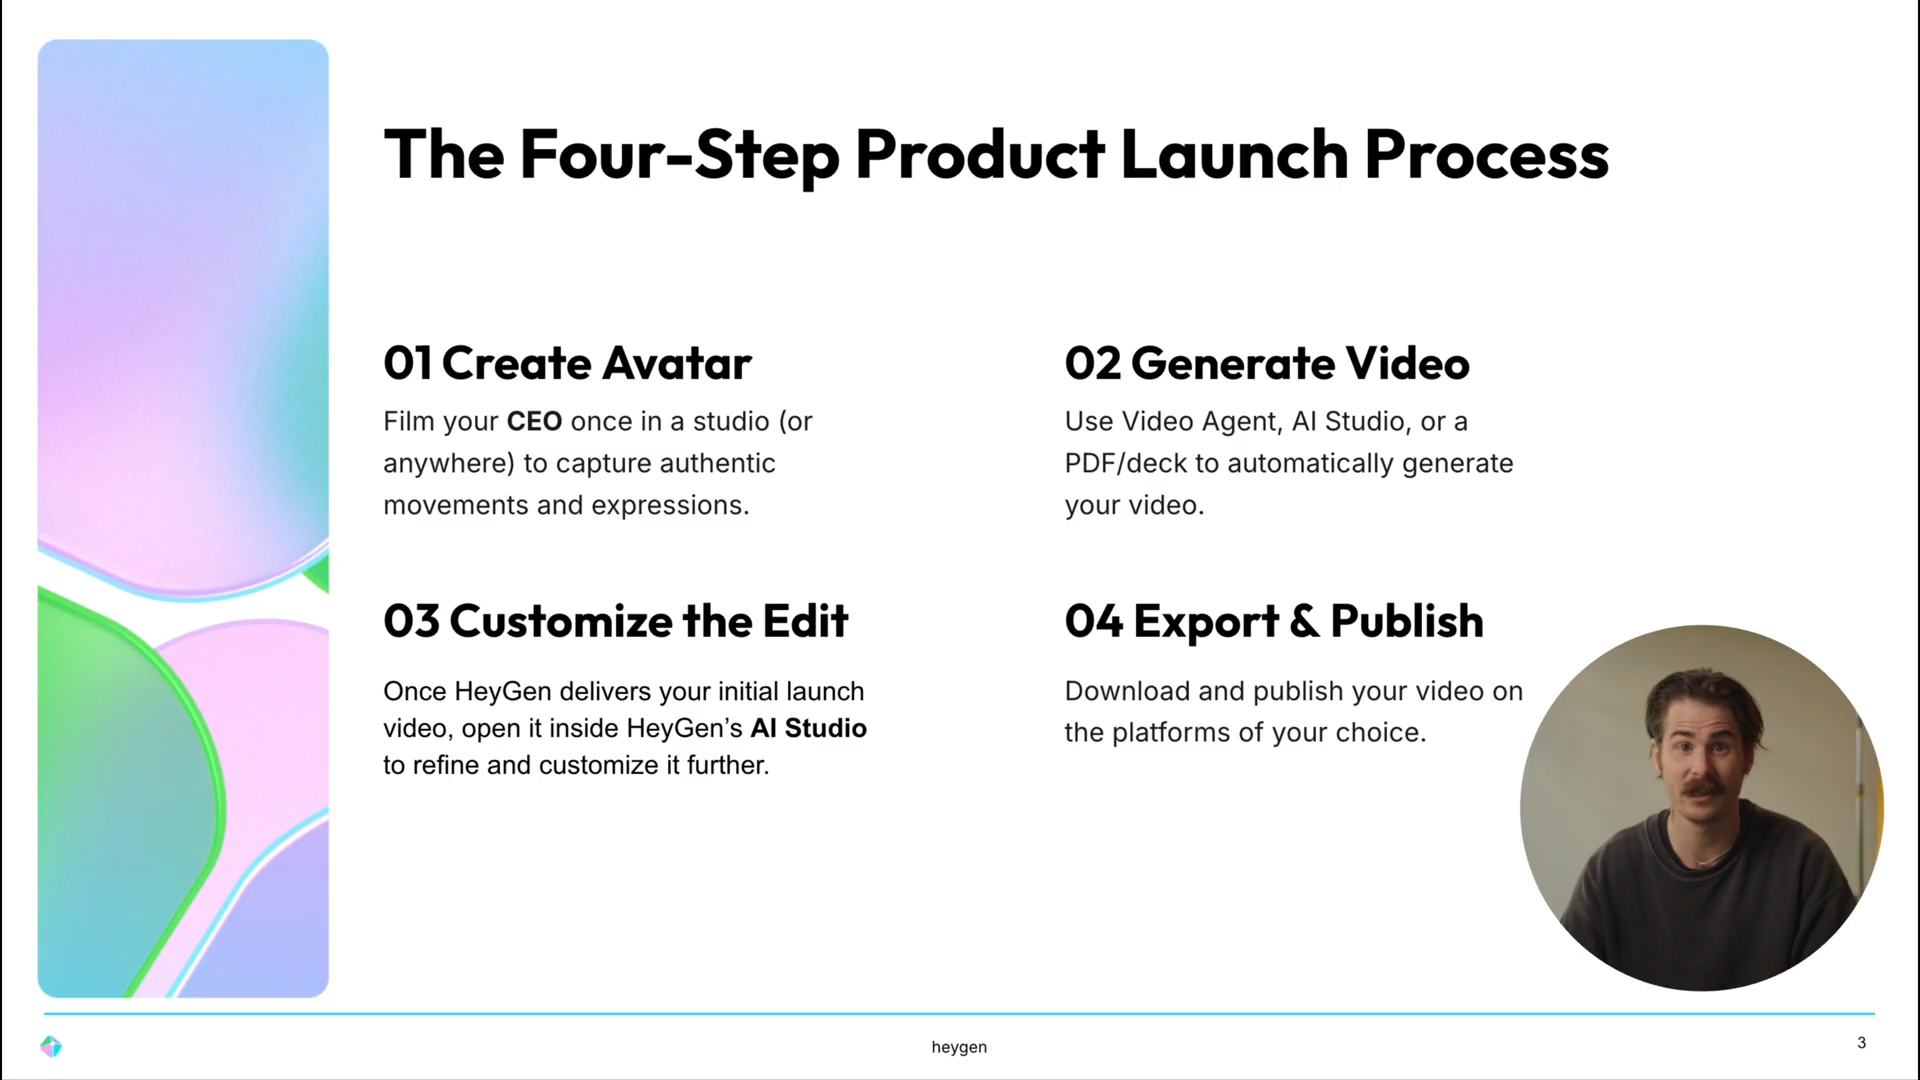 The Four-Step Product Launch Process
01 Create Avatar
Film your CEO once in a studio (or
anywhere) to capture authentic
movements and expressions.
02 Generate Video
Use Video Agent, AI Studio, or a
PDF/deck to automatically generate
your video.
03 Customize the Edit
Once HeyGen delivers your initial launch
video, open it inside HeyGen’s AI Studio
to refine and customize it further.
04 Export & Publish
Download and publish your video on
the platforms of your choice.
heygen
3